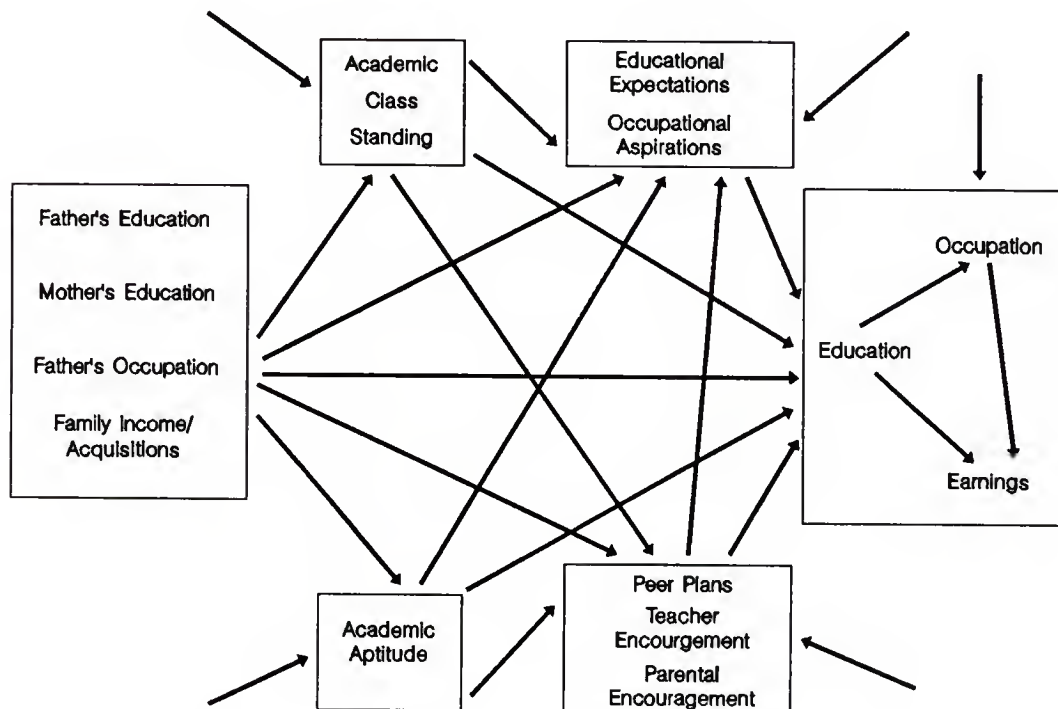 Academic
Class
Standing
Educational
Expectations
Occupational
Aspirations
Father's Education
Mother's Education
Father's Occupation
Family Income/
Acquisitions
Occupation
Education
Earnings
Academic
Aptitude
Peer Plans
Teacher
Encourgement
Parental
Encouragement